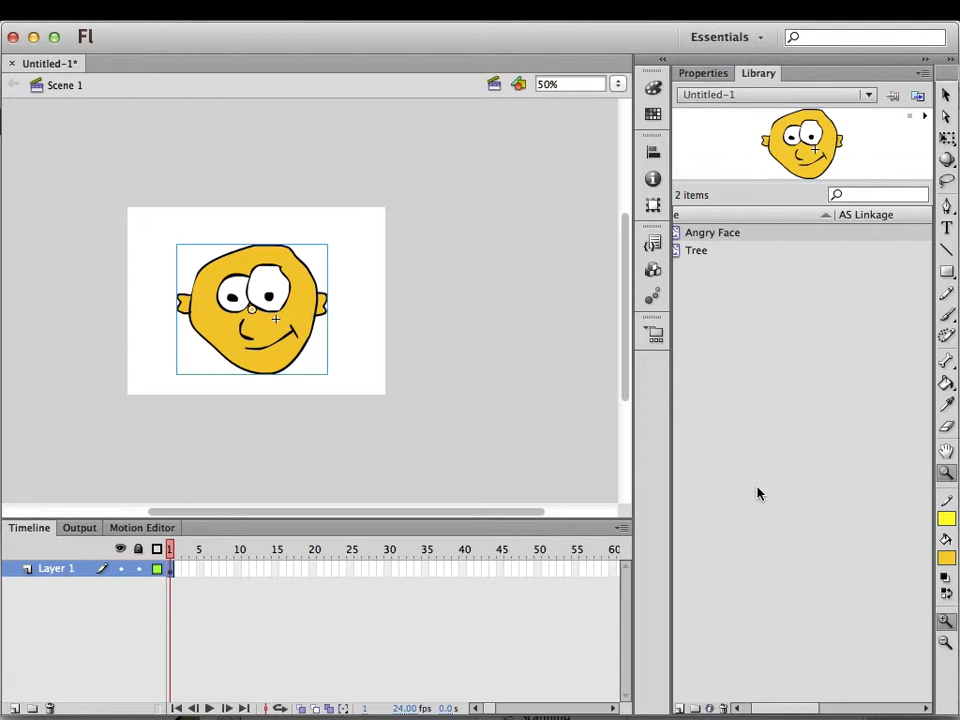 Fl
Essentials
Untitled-1*
Scene 1
50%
Properties
Library
Untitled-1
2 items
e
AS Linkage
Angry Face
Tree
Timeline
Output
Motion Editor
1 5 10 15 20 25 30 35 40 45 50 55 60
Layer 1
1
24.00 fps
0.0 s